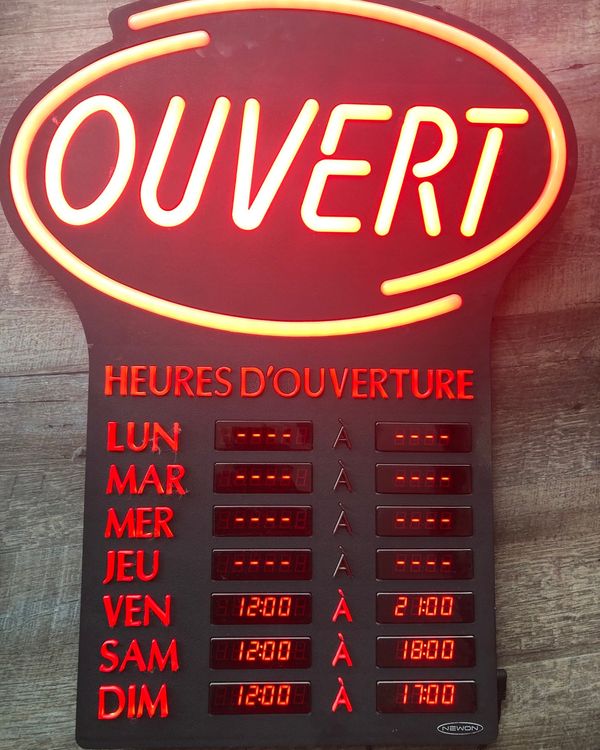 OUVERT
HEURES D'OUVERTURE
LUN ---- À ----
MAR ---- À ----
MER ---- À ----
JEU ---- À ----
VEN 12:00 À 21:00
SAM 12:00 À 18:00
DIM 12:00 À 17:00
NEWON